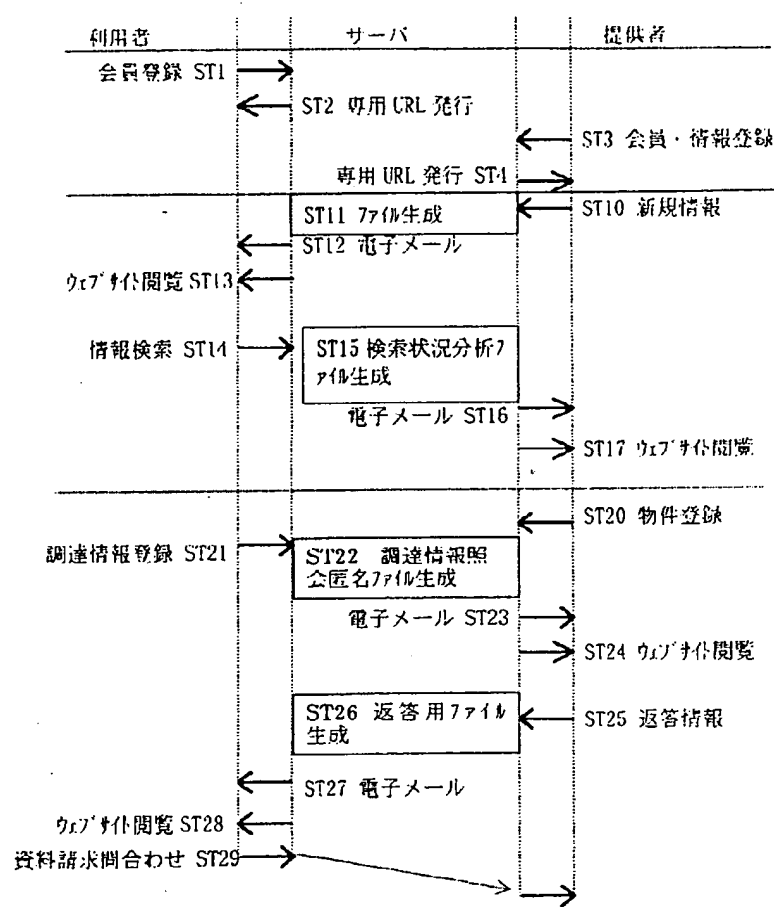 利用者 サーバ 提供者
会員登録 ST1
ST2 専用 URL 発行
ST3 会員・情報登録
専用 URL 発行 ST4
ST11 ファイル生成
ST10 新規情報
ST12 電子メール
ウェブサイト閲覧 ST13
情報検索 ST14
ST15 検索状況分析フ
ァイル生成
電子メール ST16
ST17 ウェブサイト閲覧
ST20 物件登録
調達情報登録 ST21
ST22 調達情報照
会匿名ファイル生成
電子メール ST23
ST24 ウェブサイト閲覧
ST26 返答用ファイル
生成
ST25 返答情報
ST27 電子メール
ウェブサイト閲覧 ST28
資料請求問合わせ ST29